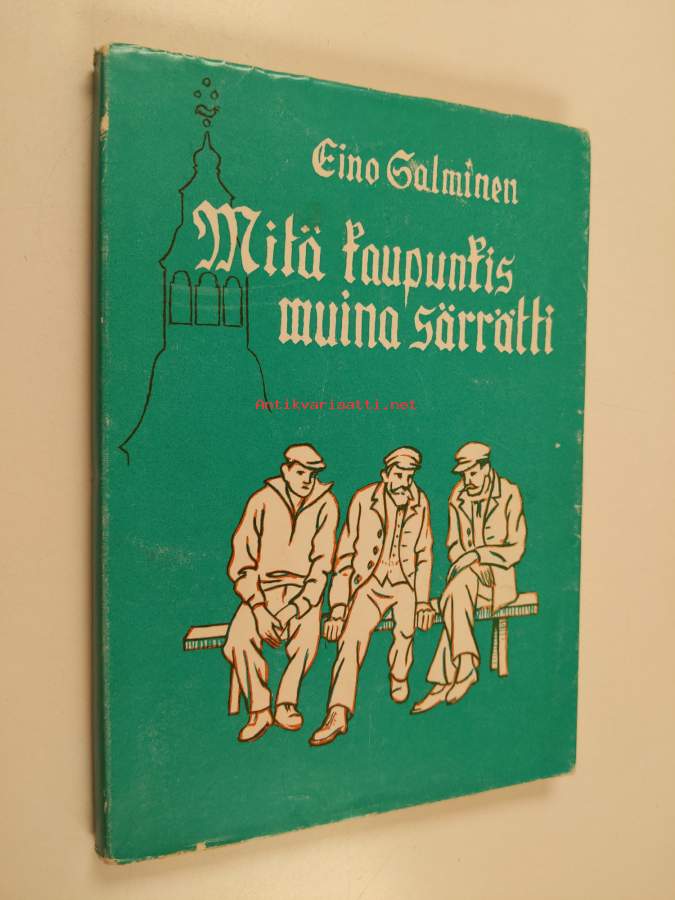 Eino Salminen
Mitä kaupunkis
muina särrätti
Antikvariaatti.net